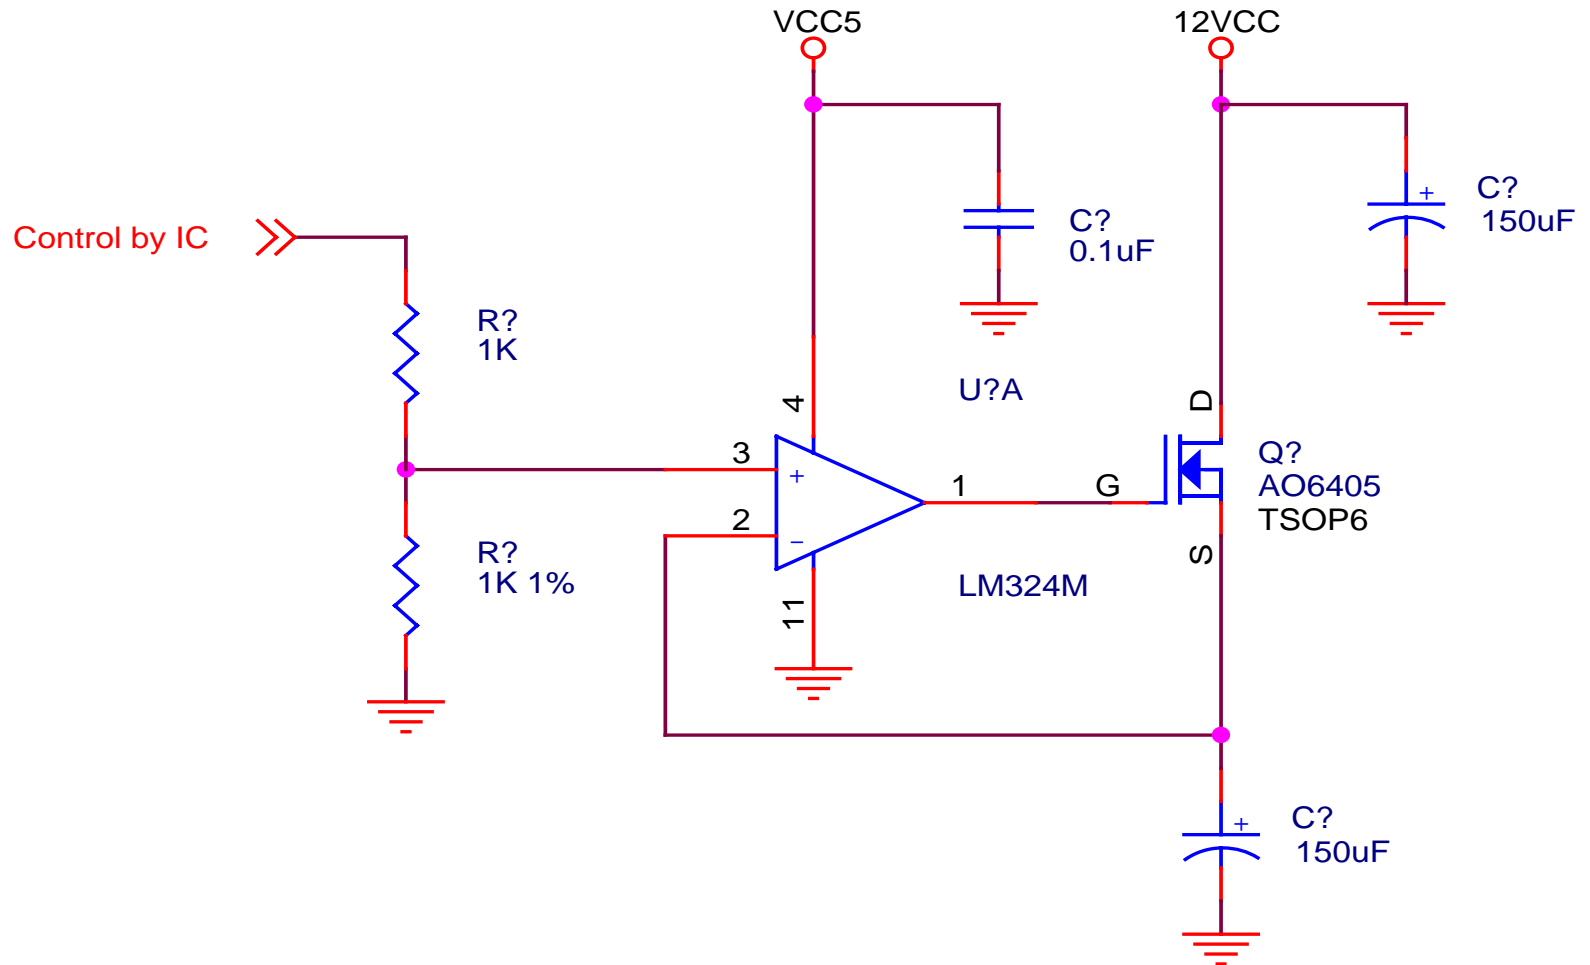 VCC5
12VCC
Control by IC
C?
150uF
C?
0.1uF
R?
1K
U?A
4
D
3
+
1
G
Q?
AO6405
TSOP6
2
−
S
R?
1K 1%
LM324M
11
+
C?
150uF
+